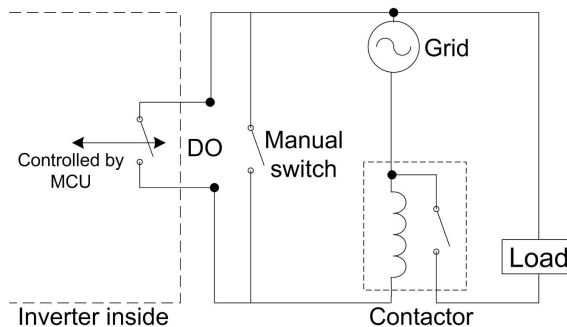 Grid
DO
Manual
switch
Controlled by
MCU
Load
Inverter inside
Contactor